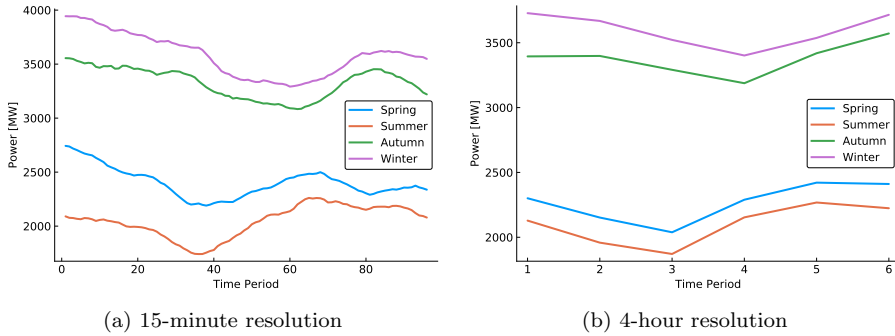 4000
3500
3000
2500
2000
Power [MW]
0
20
40
60
80
Time Period
Spring
Summer
Autumn
Winter
(a) 15-minute resolution
3500
3000
2500
2000
Power [MW]
1
2
3
4
5
6
Time Period
Spring
Summer
Autumn
Winter
(b) 4-hour resolution